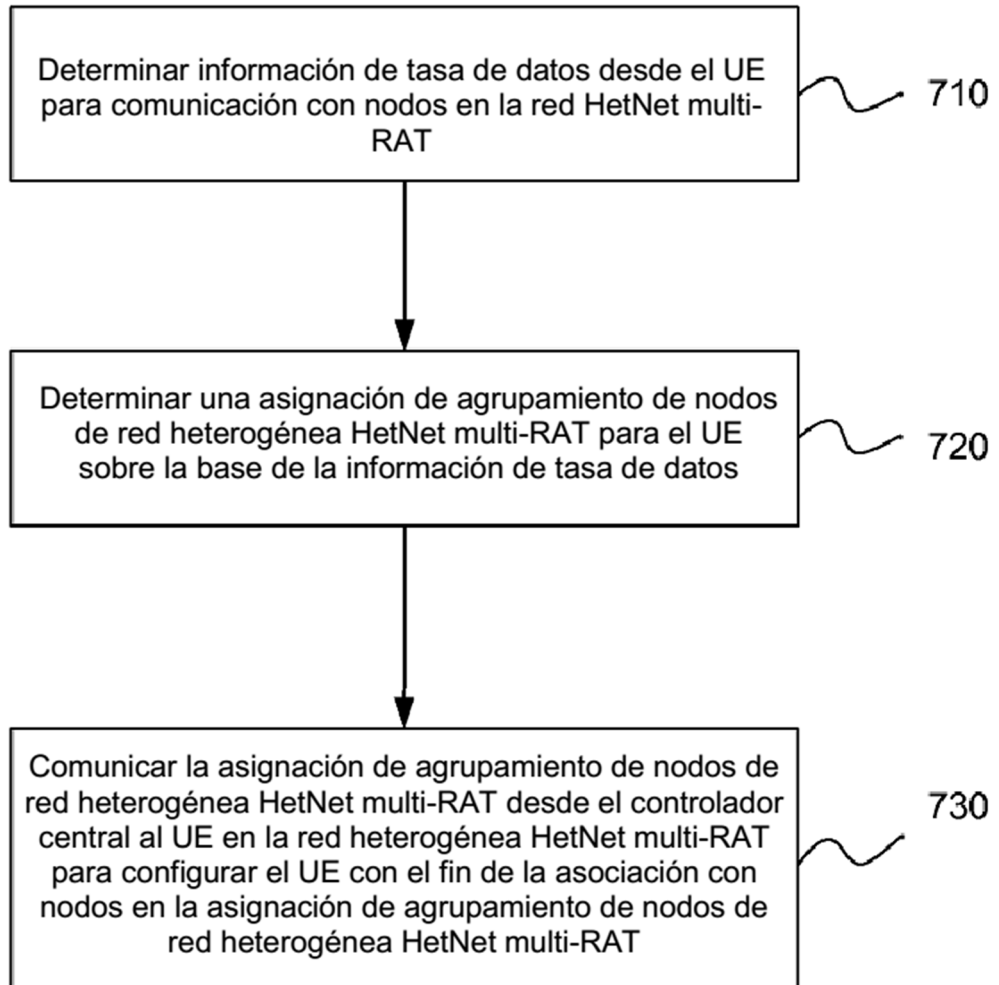 Determinar información de tasa de datos desde el UE
para comunicación con nodos en la red HetNet multi-
RAT
710
Determinar una asignación de agrupamiento de nodos
de red heterogénea HetNet multi-RAT para el UE
sobre la base de la información de tasa de datos
720
Comunicar la asignación de agrupamiento de nodos de
red heterogénea HetNet multi-RAT desde el controlador
central al UE en la red heterogénea HetNet multi-RAT
para configurar el UE con el fin de la asociación con
nodos en la asignación de agrupamiento de nodos de
red heterogénea HetNet multi-RAT
730